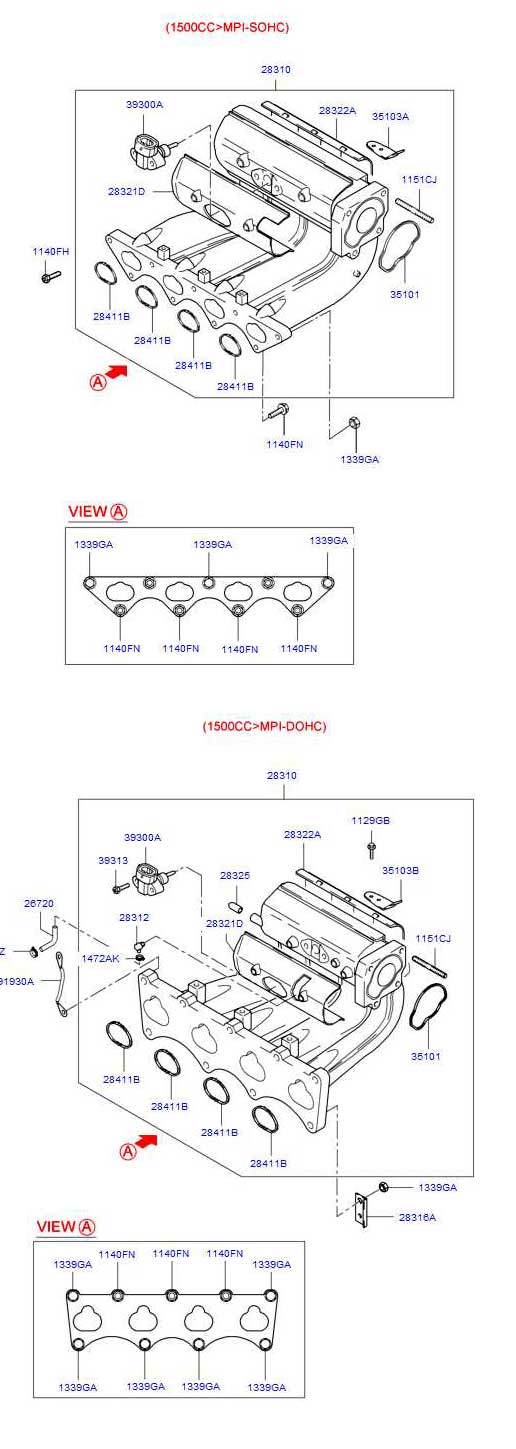 (1500CC>MPI-SOHC)
28310
39300A
28322A
35103A
28321D
1151CJ
1140FH
35101
28411B
28411B
28411B
28411B
A
1140FN
1339GA
VIEW A
1339GA 1339GA 1339GA
1140FN 1140FN 1140FN 1140FN
(1500CC>MPI-DOHC)
28310
1129GB
28322A
39300A
39313
35103B
28325
26720
28312
28321D
1151CJ
Z
1472AK
91930A
35101
28411B
28411B
28411B
28411B
A
1339GA
28316A
VIEW A
1339GA 1140FN 1140FN 1140FN 1339GA
1339GA 1339GA 1339GA 1339GA